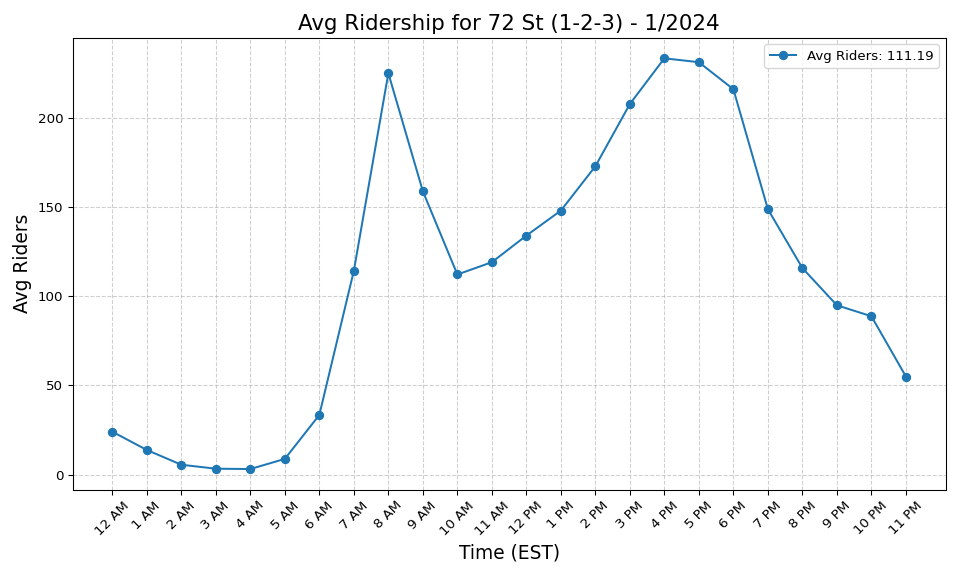 Avg Ridership for 72 St (1-2-3) - 1/2024
Avg Riders: 111.19
Avg Riders
200
150
100
50
0
12 AM 1 AM 2 AM 3 AM 4 AM 5 AM 6 AM 7 AM 8 AM 9 AM 10 AM 11 AM 12 PM 1 PM 2 PM 3 PM 4 PM 5 PM 6 PM 7 PM 8 PM 9 PM 10 PM 11 PM
Time (EST)